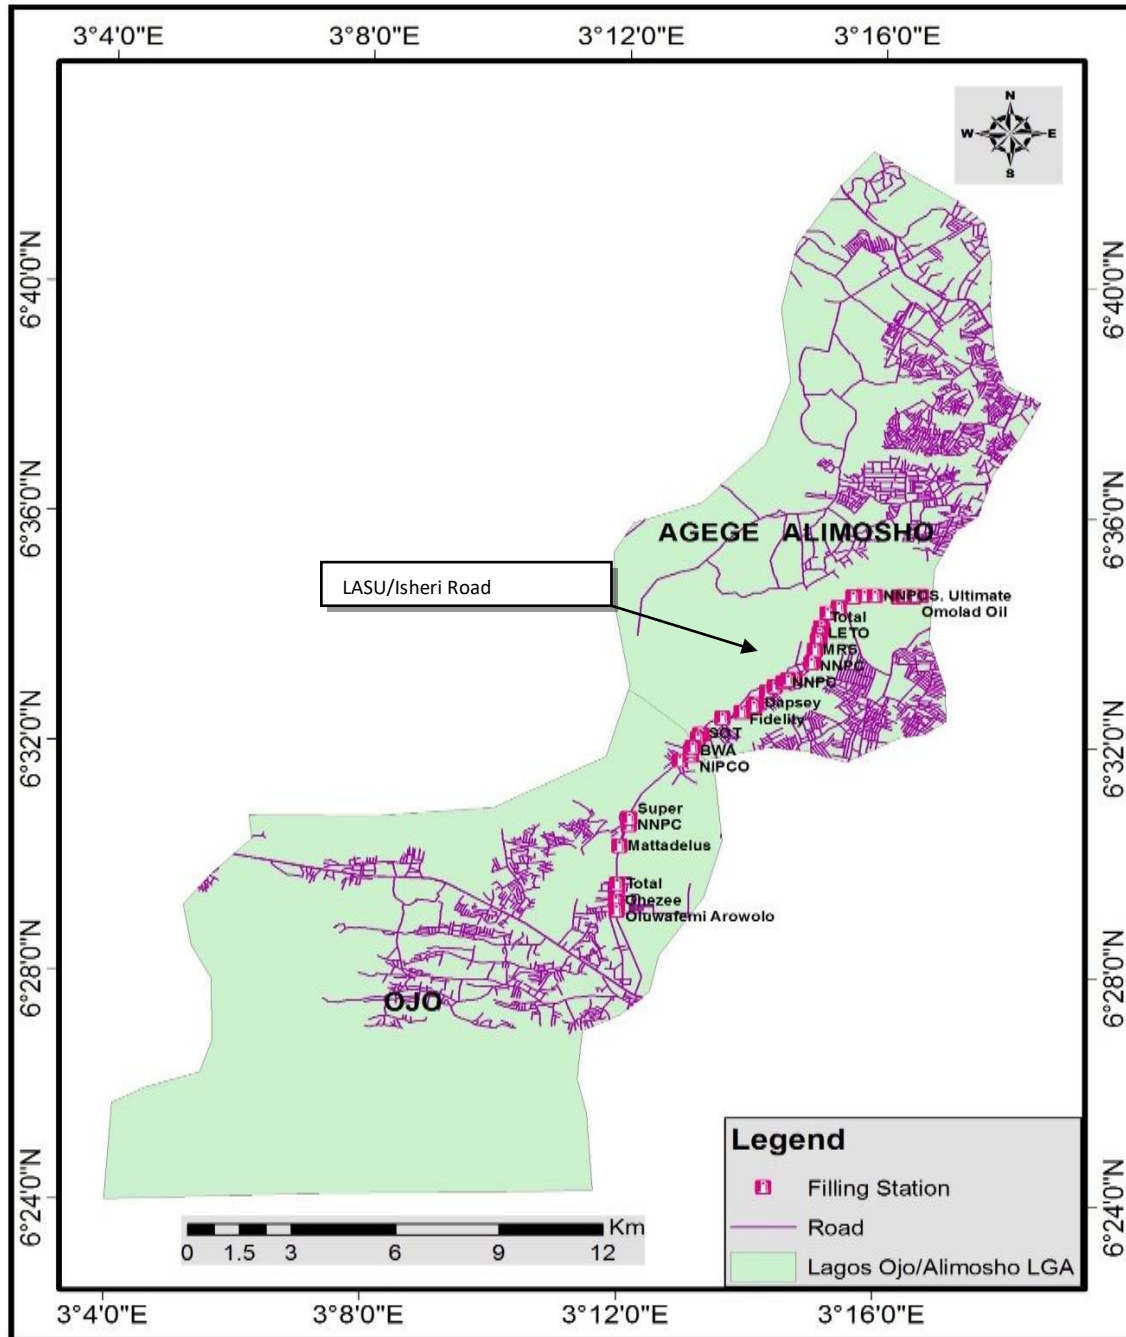 3°4'0"E 3°8'0"E 3°12'0"E 3°16'0"E
N
W E
S
6°40'0"N 6°40'0"N
6°36'0"N 6°36'0"N
AGEGE ALIMOSHO
LASU/Isheri Road
NNPCS. Ultimate
Omolad Oil
Total
LETO
MRS
NNPC
NNPC
Dapsey
Fidelity
6°32'0"N 6°32'0"N
SOT
BWA
NIPCO
Super
NNPC
Mattadelus
Total
Ghezee
Oluwafemi Arowolo
6°28'0"N 6°28'0"N
OJO
Legend
Filling Station
Road
Lagos Ojo/Alimosho LGA
6°24'0"N 6°24'0"N
Km
0 1.5 3 6 9 12
3°4'0"E 3°8'0"E 3°12'0"E 3°16'0"E